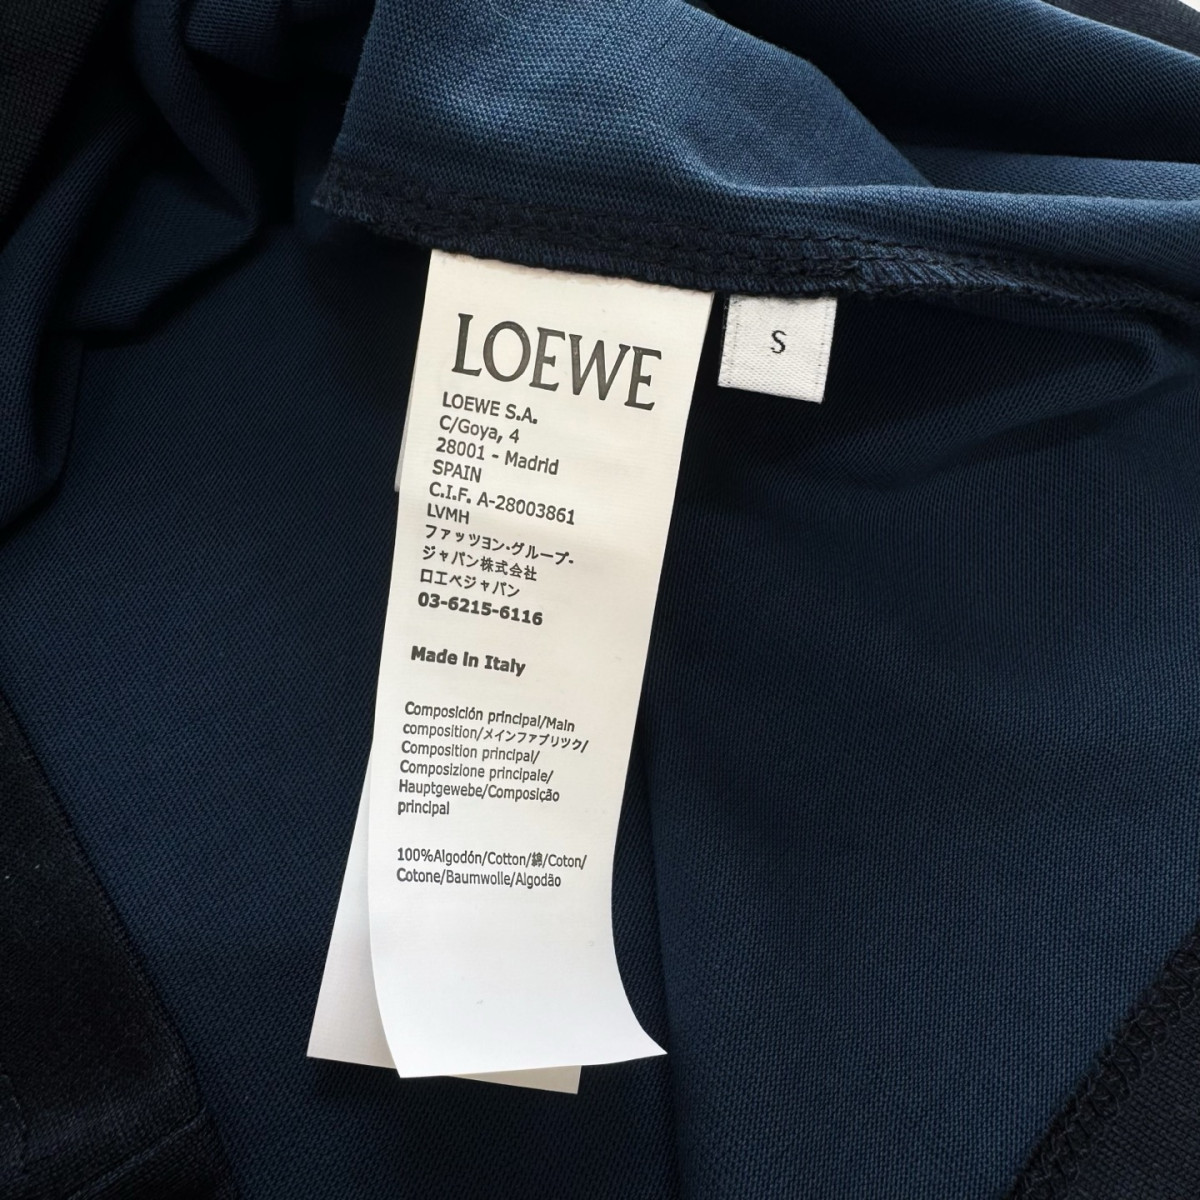 LOEWE
S
LOEWE S.A.
C/Goya, 4
28001 - Madrid
SPAIN
C.I.F. A-28003861
LVMH
ファッツヨン・グループ・
ジャパン株式会社
ロエベジャパン
03-6215-6116
Made in Italy
Composición principal/Main
composition/メインファブリツク/
Composition principal/
Composizione principale/
Hauptgewebe/Composição
principal
100%Algodón/Cotton/綿/Coton/
Cotone/Baumwolle/Algodão